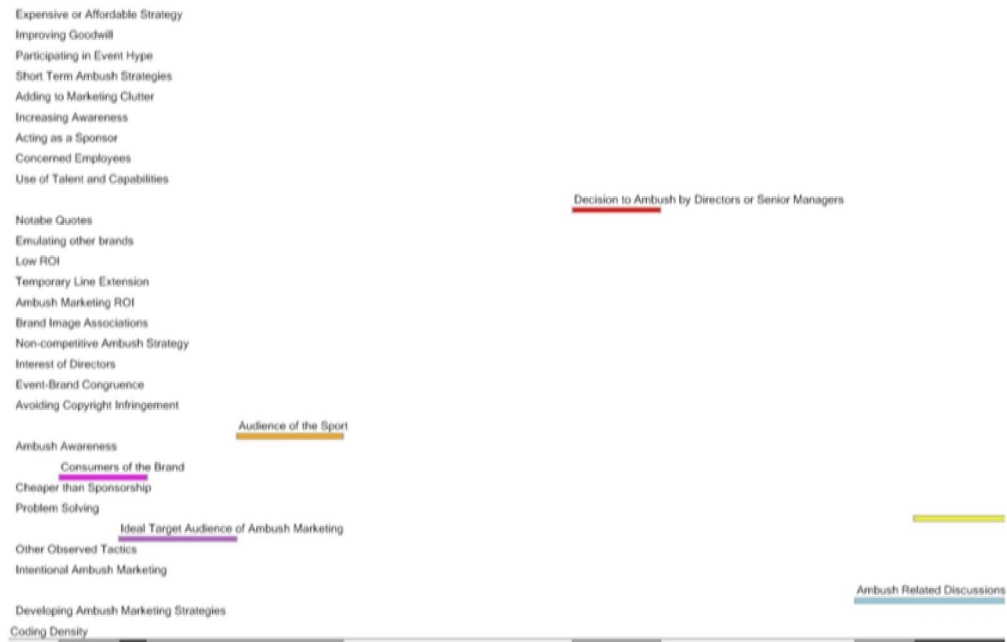 Expensive or Affordable Strategy
Improving Goodwill
Participating in Event Hype
Short Term Ambush Strategies
Adding to Marketing Clutter
Increasing Awareness
Acting as a Sponsor
Concerned Employees
Use of Talent and Capabilities
Decision to Ambush by Directors or Senior Managers
Notabe Quotes
Emulating other brands
Low ROI
Temporary Line Extension
Ambush Marketing ROI
Brand Image Associations
Non-competitive Ambush Strategy
Interest of Directors
Event-Brand Congruence
Avoiding Copyright Infringement
Audience of the Sport
Ambush Awareness
Consumers of the Brand
Cheaper than Sponsorship
Problem Solving
Ideal Target Audience of Ambush Marketing
Other Observed Tactics
Intentional Ambush Marketing
Ambush Related Discussions
Developing Ambush Marketing Strategies
Coding Density